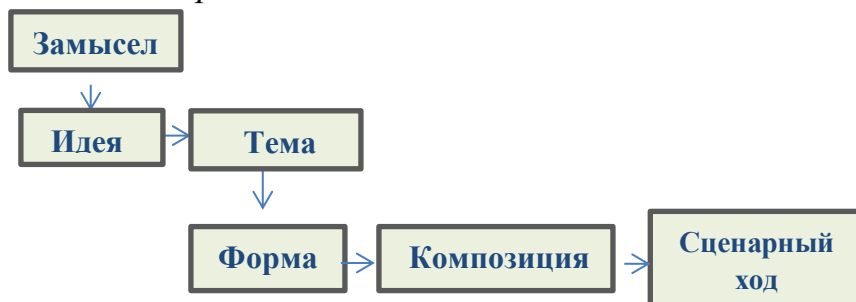 Замысел
Идея
Тема
Форма
Композиция
Сценарный
ход